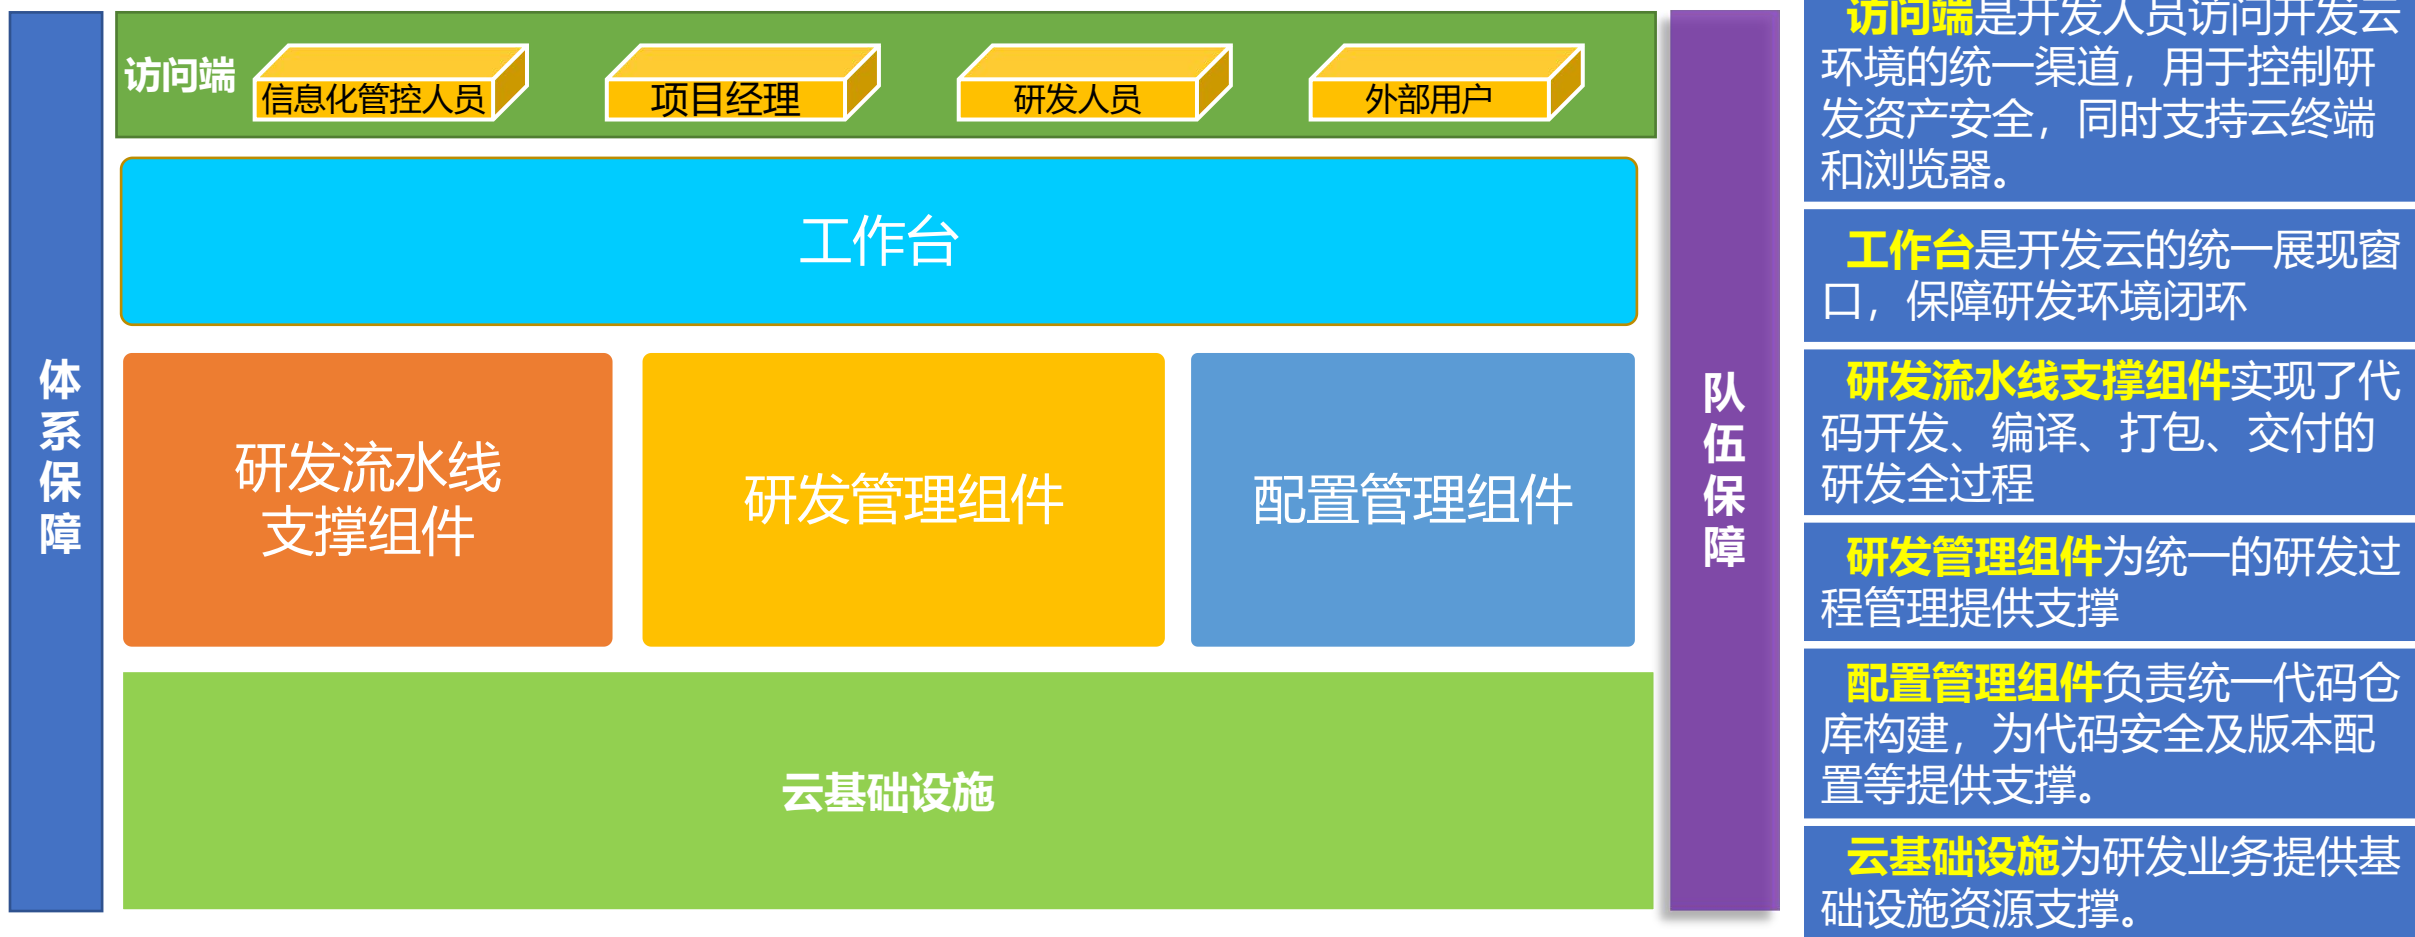 访问端
信息化管控人员
项目经理
研发人员
外部用户
工作台
研发流水线
支撑组件
研发管理组件
配置管理组件
云基础设施
体系保障
队伍保障
访问端是开发人员访问开发云
环境的统一渠道，用于控制研
发资产安全，同时支持云终端
和浏览器。
工作台是开发云的统一展现窗
口，保障研发环境闭环
研发流水线支撑组件实现了代
码开发、编译、打包、交付的
研发全过程
研发管理组件为统一的研发过
程管理提供支撑
配置管理组件负责统一代码仓
库构建，为代码安全及版本配
置等提供支撑。
云基础设施为研发业务提供基
础设施资源支撑。